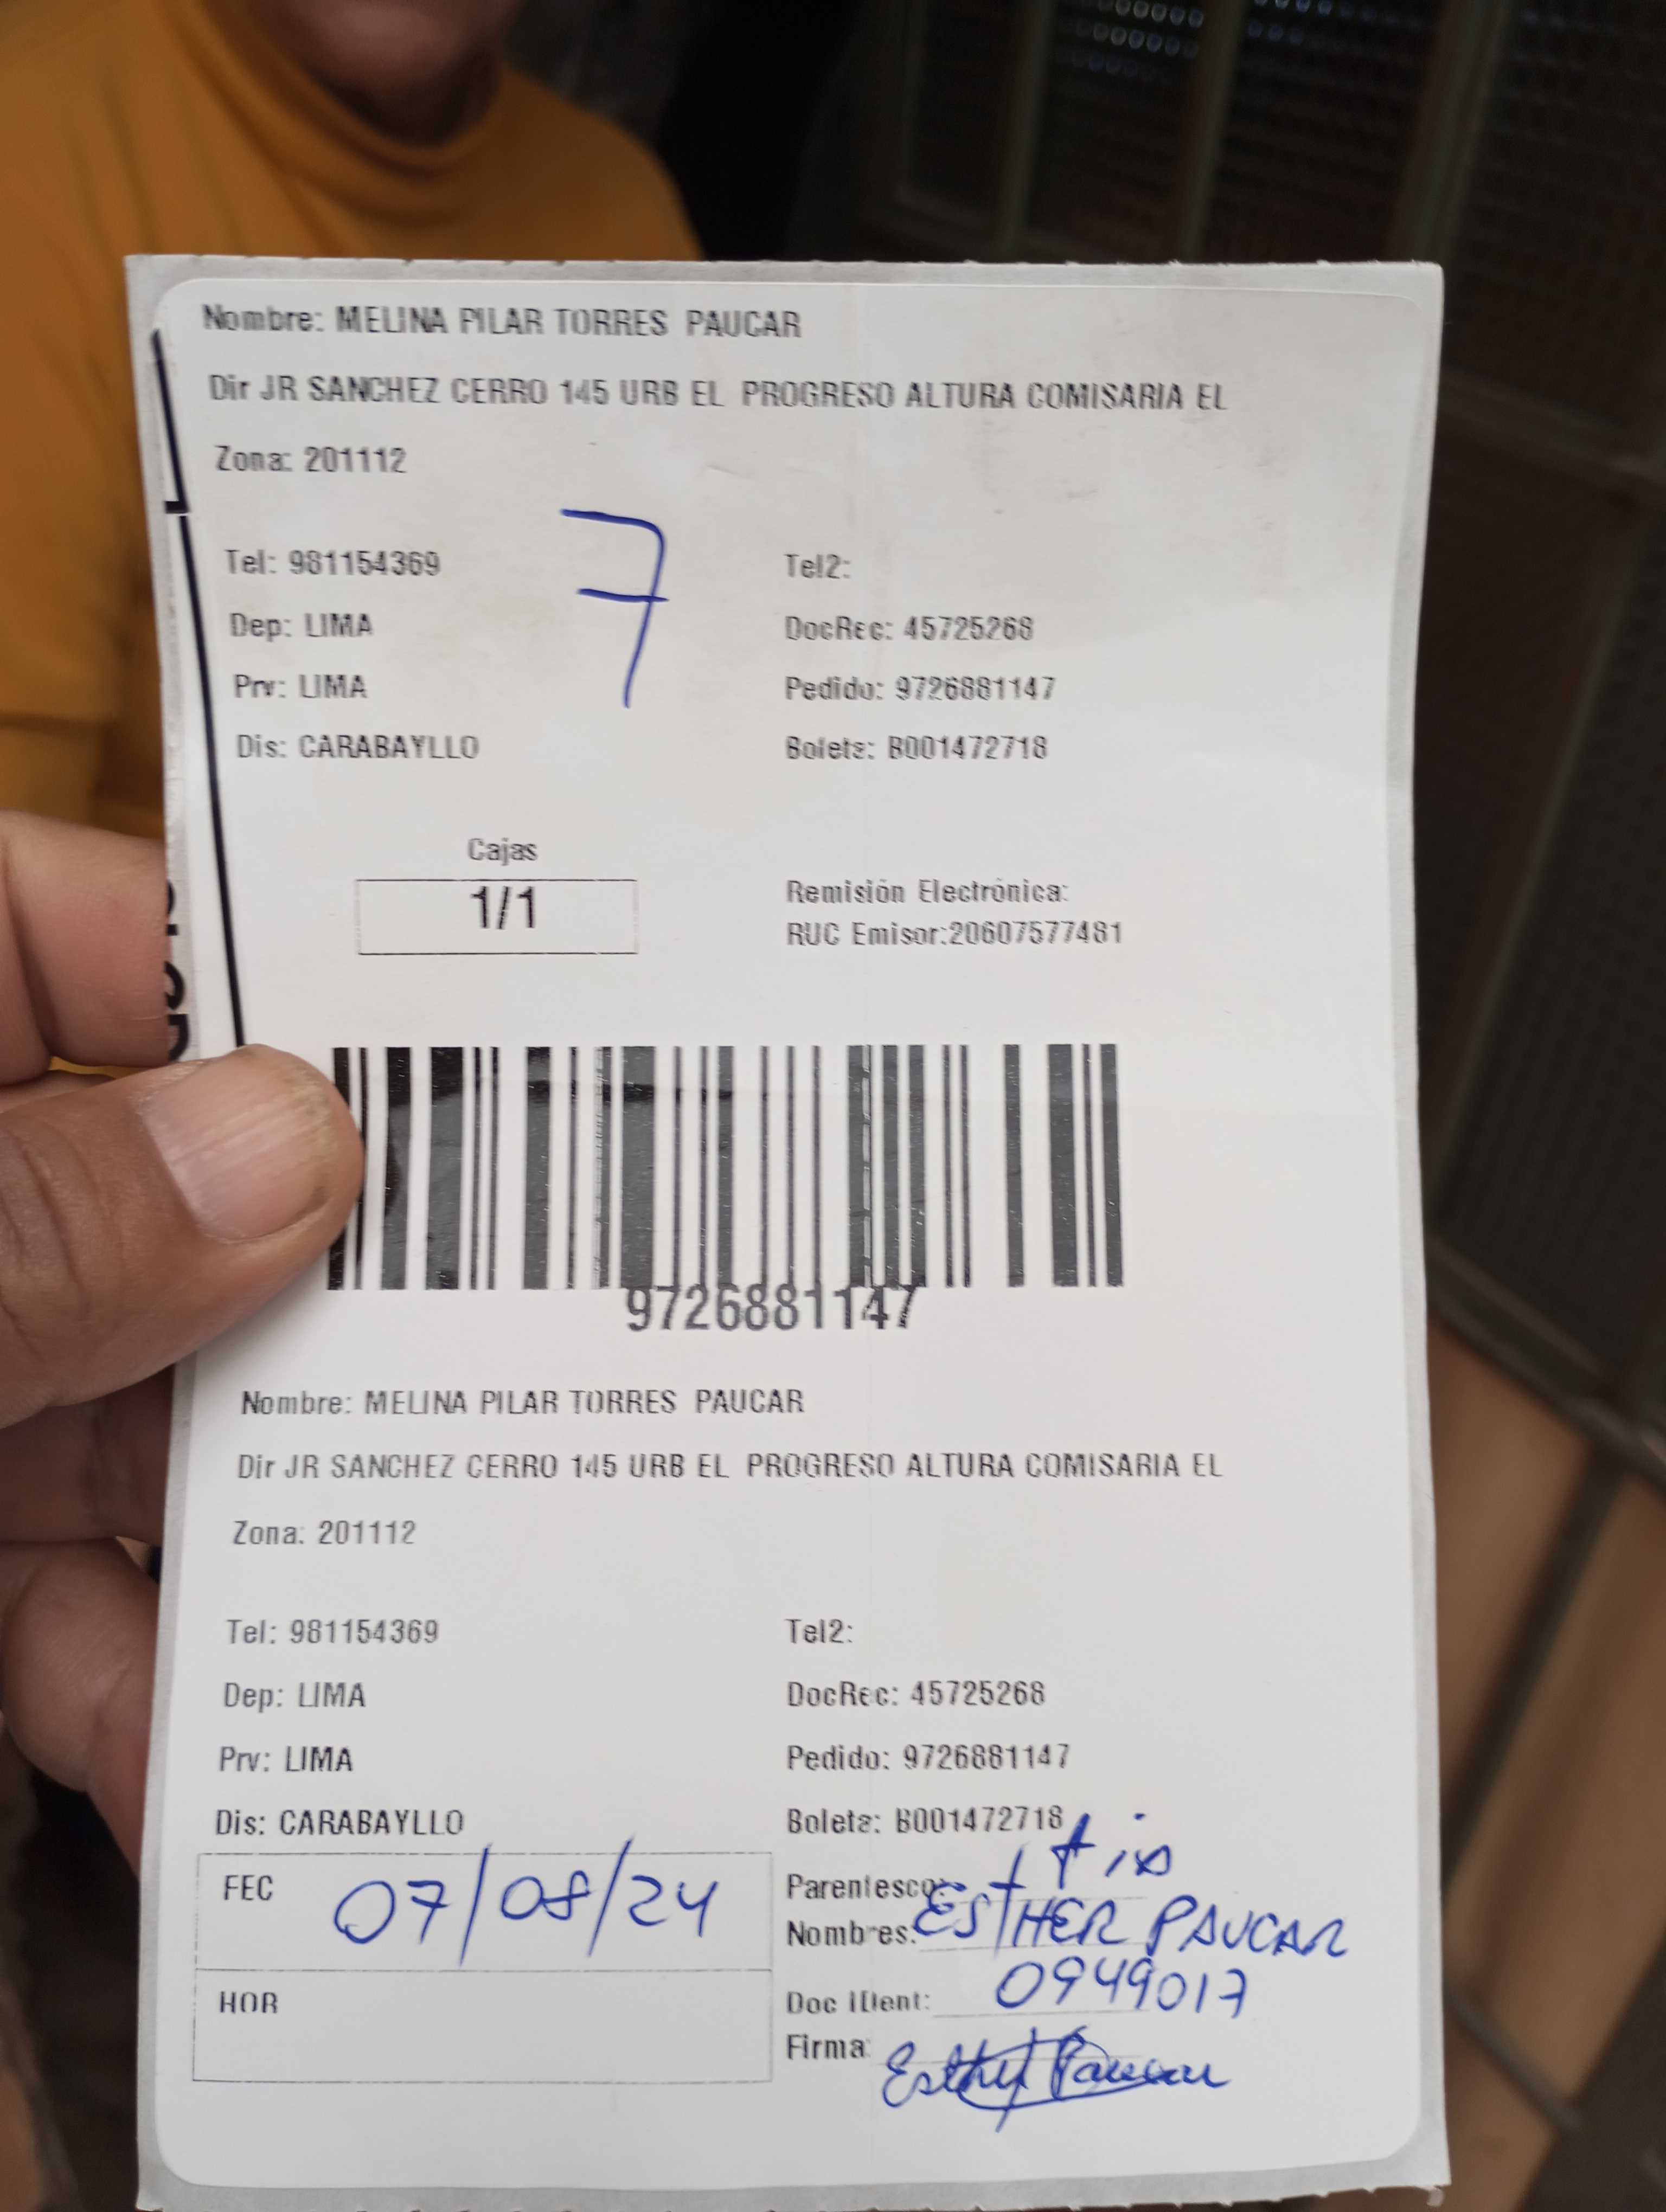 Nombre: MELINA PILAR TORRES PAUCAR
Dir JR SANCHEZ CERRO 145 URB EL PROGRESO ALTURA COMISARIA EL
Zona: 201112
7
Tel: 981154369 Tel2:
Dep: LIMA DocRec: 45725268
Prv: LIMA Pedido: 9726881147
Dis: CARABAYLLO Boleta: B001472718
Cajas
1/1
Remisión Electrónica:
RUC Emisor:20607577481
9726881147
Nombre: MELINA PILAR TORRES PAUCAR
Dir JR SANCHEZ CERRO 145 URB EL PROGRESO ALTURA COMISARIA EL
Zona: 201112
Tel: 981154369 Tel2:
Dep: LIMA DocRec: 45725268
Prv: LIMA Pedido: 9726881147
Dis: CARABAYLLO Boleta: B001472718
FEC 07/08/24
HOR
Parentesco: tia
Nombres: ESTHER PAUCAR
Doc IDent: 0949017
Firma: Esther Paucar